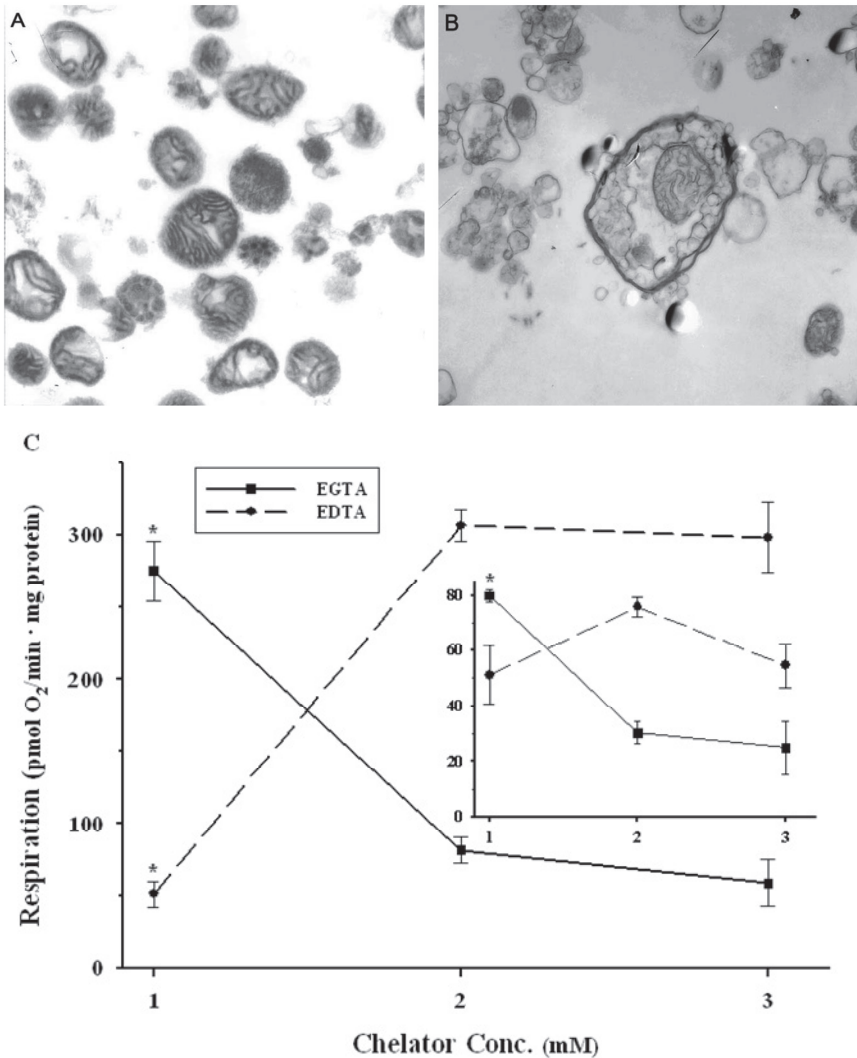 A
B
C
EGTA
EDTA
Respiration (pmol O2/min · mg protein)
300
200
100
0
1
2
3
Chelator Conc. (mM)
*
*
*
80
60
40
20
0
1
2
3